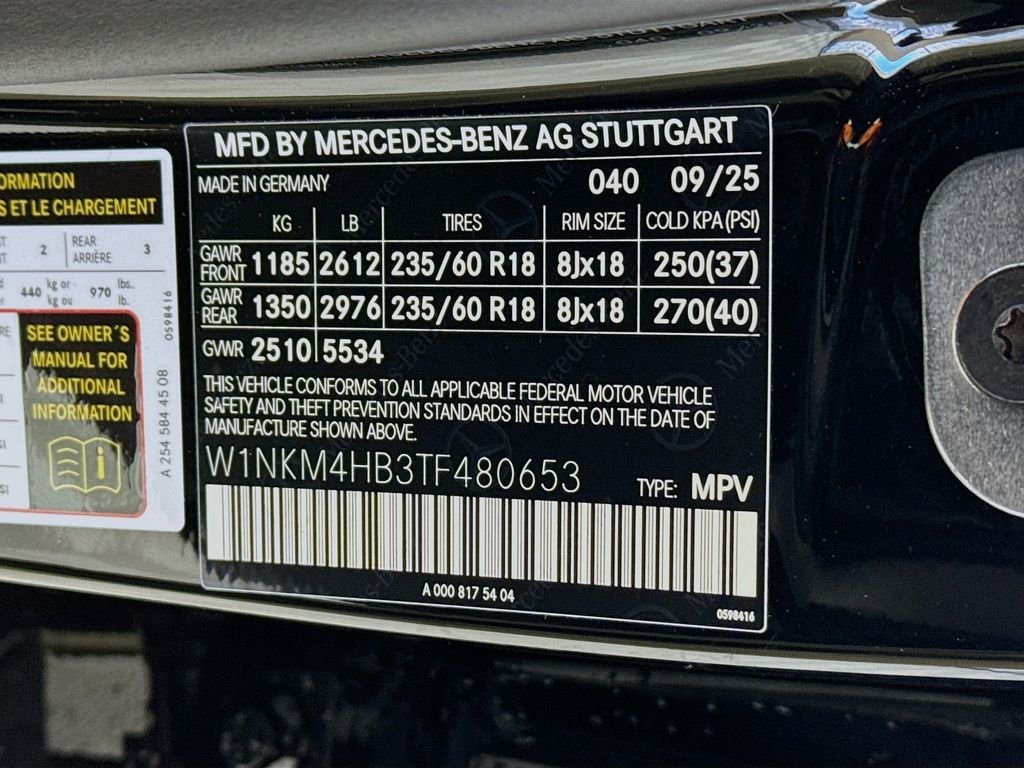 ORMATION
S ET LE CHARGEMENT
2 REAR ARRIÈRE 3
440 kg or kg ou 970 lbs. lb.
SEE OWNER´S
MANUAL FOR
ADDITIONAL
INFORMATION
0598416
A 254 584 45 08
MFD BY MERCEDES-BENZ AG STUTTGART
MADE IN GERMANY 040 09/25
KG LB TIRES RIM SIZE COLD KPA (PSI)
GAWR FRONT 1185 2612 235/60 R18 8Jx18 250(37)
GAWR REAR 1350 2976 235/60 R18 8Jx18 270(40)
GVWR 2510 5534
THIS VEHICLE CONFORMS TO ALL APPLICABLE FEDERAL MOTOR VEHICLE
SAFETY AND THEFT PREVENTION STANDARDS IN EFFECT ON THE DATE OF
MANUFACTURE SHOWN ABOVE.
W1NKM4HB3TF480653 TYPE: MPV
A 000 817 54 04
0598416